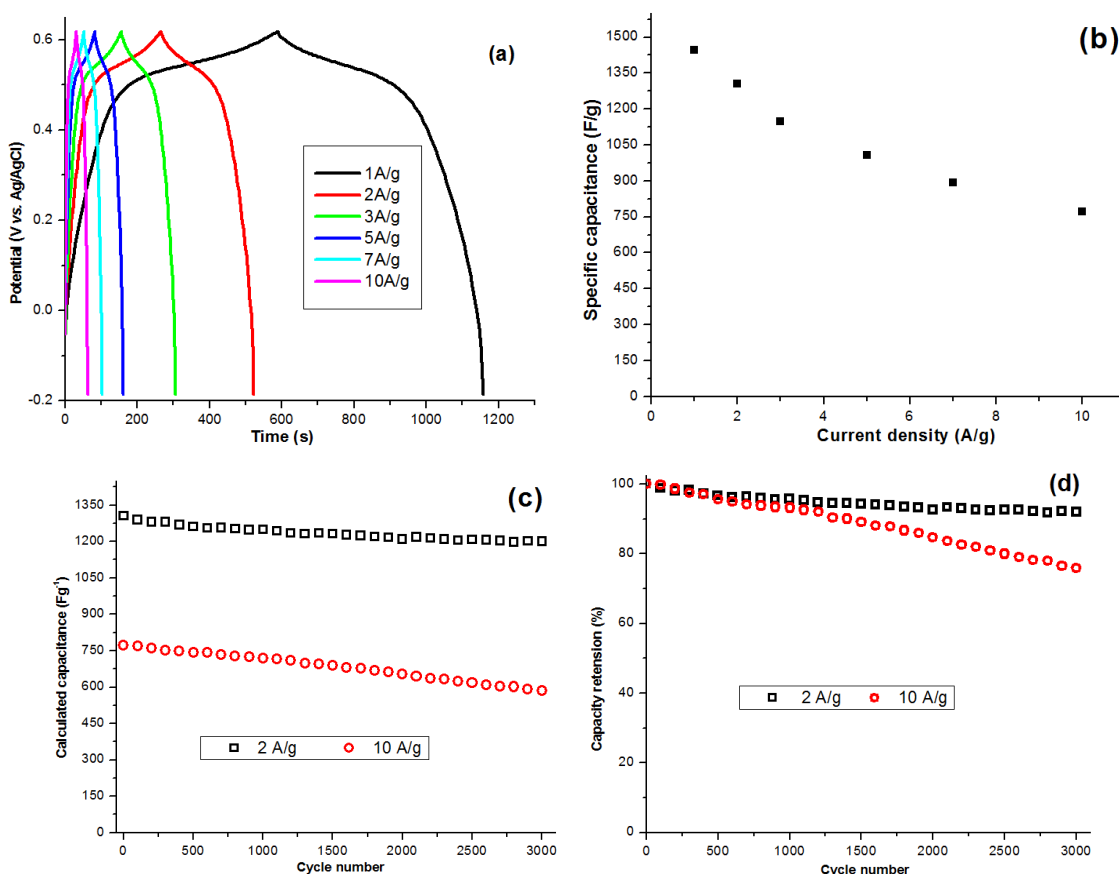 (a)
0.6
0.4
0.2
0.0
-0.2
Potential (V vs. Ag/AgCl)
1A/g
2A/g
3A/g
5A/g
7A/g
10A/g
0 200 400 600 800 1000 1200
Time (s)
(b)
1500
1350
1200
1050
900
750
600
450
300
150
0
Specific capacitance (F/g)
0 2 4 6 8 10
Current density (A/g)
(c)
1350
1200
1050
900
750
600
450
300
150
0
Calculated capacitance (Fg⁻¹)
2 A/g 10 A/g
0 500 1000 1500 2000 2500 3000
Cycle number
(d)
100
80
60
40
20
0
Capacity retension (%)
2 A/g 10 A/g
0 500 1000 1500 2000 2500 3000
Cycle number